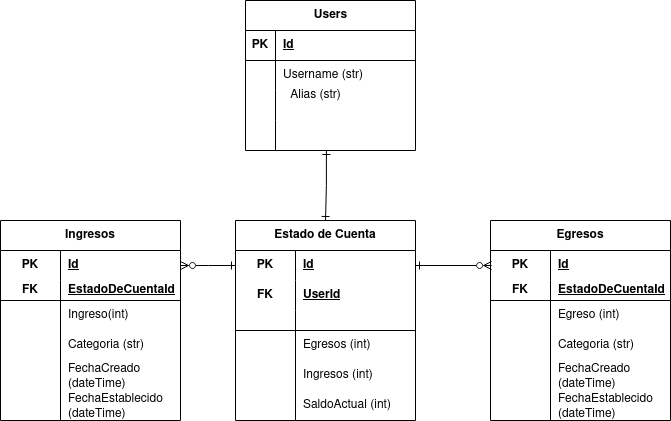 Users
PK Id
Username (str)
Alias (str)
Ingresos
PK Id
FK EstadoDeCuentaId
Ingreso(int)
Categoria (str)
FechaCreado
(dateTime)
FechaEstablecido
(dateTime)
Estado de Cuenta
PK Id
FK UserId
Egresos (int)
Ingresos (int)
SaldoActual (int)
Egresos
PK Id
FK EstadoDeCuentaId
Egreso (int)
Categoria (str)
FechaCreado
(dateTime)
FechaEstablecido
(dateTime)